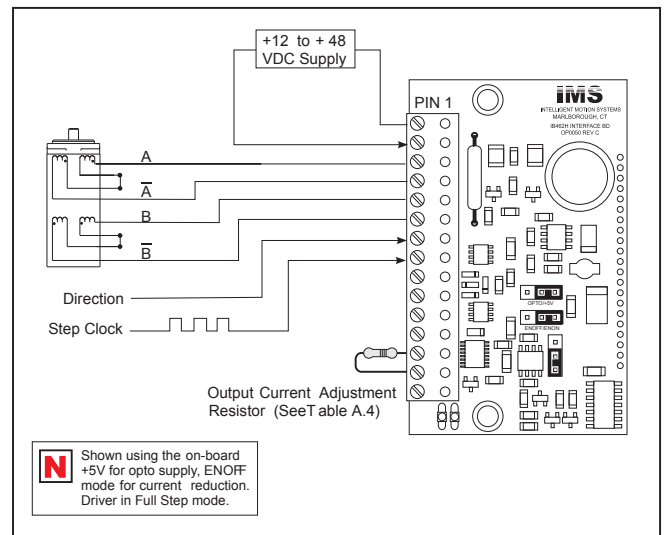 +12 to + 48
VDC Supply
PIN 1
IMS
INTELLIGENT MOTION SYSTEMS
MARLBOROUGH, CT
IB462H INTERFACE BD
OP0050 REV C
A
A̅
B
B̅
Direction
Step Clock
OPTO/+5V
ENOFF/ENON
Output Current Adjustment
Resistor (SeeT able A.4)
N
Shown using the on-board
+5V for opto supply, ENOFF
mode for current reduction.
Driver in Full Step mode.